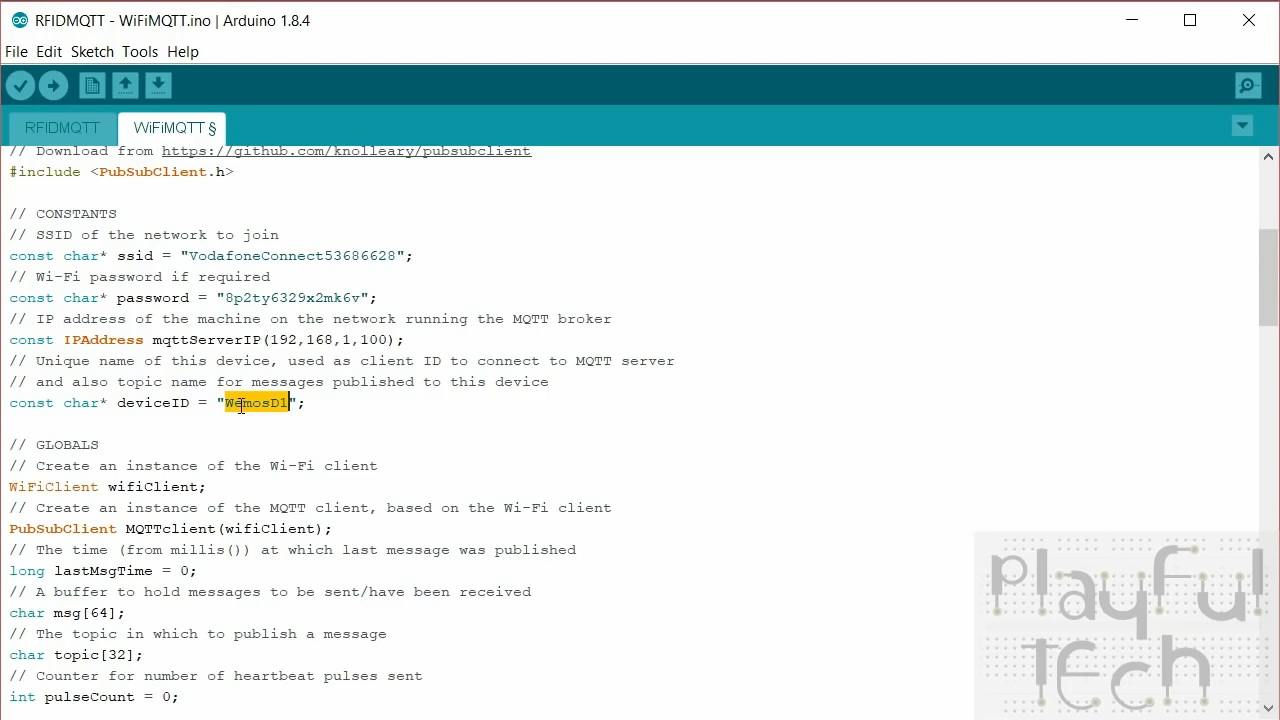 RFIDMQTT - WiFiMQTT.ino | Arduino 1.8.4
File Edit Sketch Tools Help
RFIDMQTT WiFiMQTT §
// Download from https://github.com/knolleary/pubsubclient
#include <PubSubClient.h>
// CONSTANTS
// SSID of the network to join
const char* ssid = "VodafoneConnect53686628";
// Wi-Fi password if required
const char* password = "8p2ty6329x2mk6v";
// IP address of the machine on the network running the MQTT broker
const IPAddress mqttServerIP(192,168,1,100);
// Unique name of this device, used as client ID to connect to MQTT server
// and also topic name for messages published to this device
const char* deviceID = "WemosD1";
// GLOBALS
// Create an instance of the Wi-Fi client
WiFiClient wifiClient;
// Create an instance of the MQTT client, based on the Wi-Fi client
PubSubClient MQTTclient(wifiClient);
// The time (from millis()) at which last message was published
long lastMsgTime = 0;
// A buffer to hold messages to be sent/have been received
char msg[64];
// The topic in which to publish a message
char topic[32];
// Counter for number of heartbeat pulses sent
int pulseCount = 0;
playful
tech